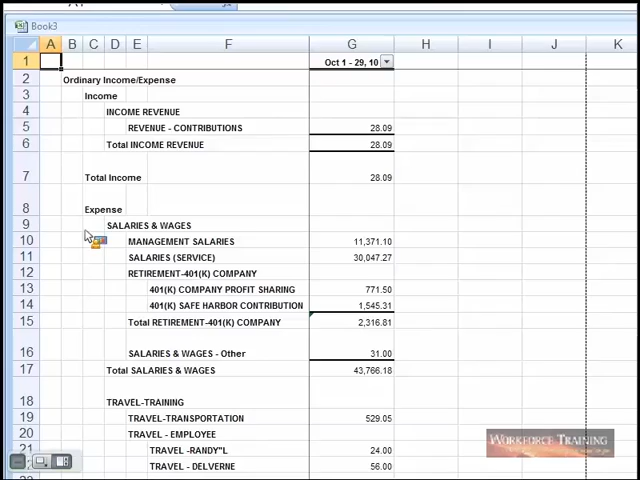 Book3
A B C D E F G H I J K
1 Oct 1 - 29, 10
2 Ordinary Income/Expense
3 Income
4 INCOME REVENUE
5 REVENUE - CONTRIBUTIONS 28.09
6 Total INCOME REVENUE 28.09
7 Total Income 28.09
8 Expense
9 SALARIES & WAGES
10 MANAGEMENT SALARIES 11,371.10
11 SALARIES (SERVICE) 30,047.27
12 RETIREMENT-401(K) COMPANY
13 401(K) COMPANY PROFIT SHARING 771.50
14 401(K) SAFE HARBOR CONTRIBUTION 1,545.31
15 Total RETIREMENT-401(K) COMPANY 2,316.81
16 SALARIES & WAGES - Other 31.00
17 Total SALARIES & WAGES 43,766.18
18 TRAVEL-TRAINING
19 TRAVEL-TRANSPORTATION 529.05
20 TRAVEL - EMPLOYEE
21 TRAVEL -RANDY"L 24.00
TRAVEL - DELVERNE 56.00
WORKFORCE TRAINING